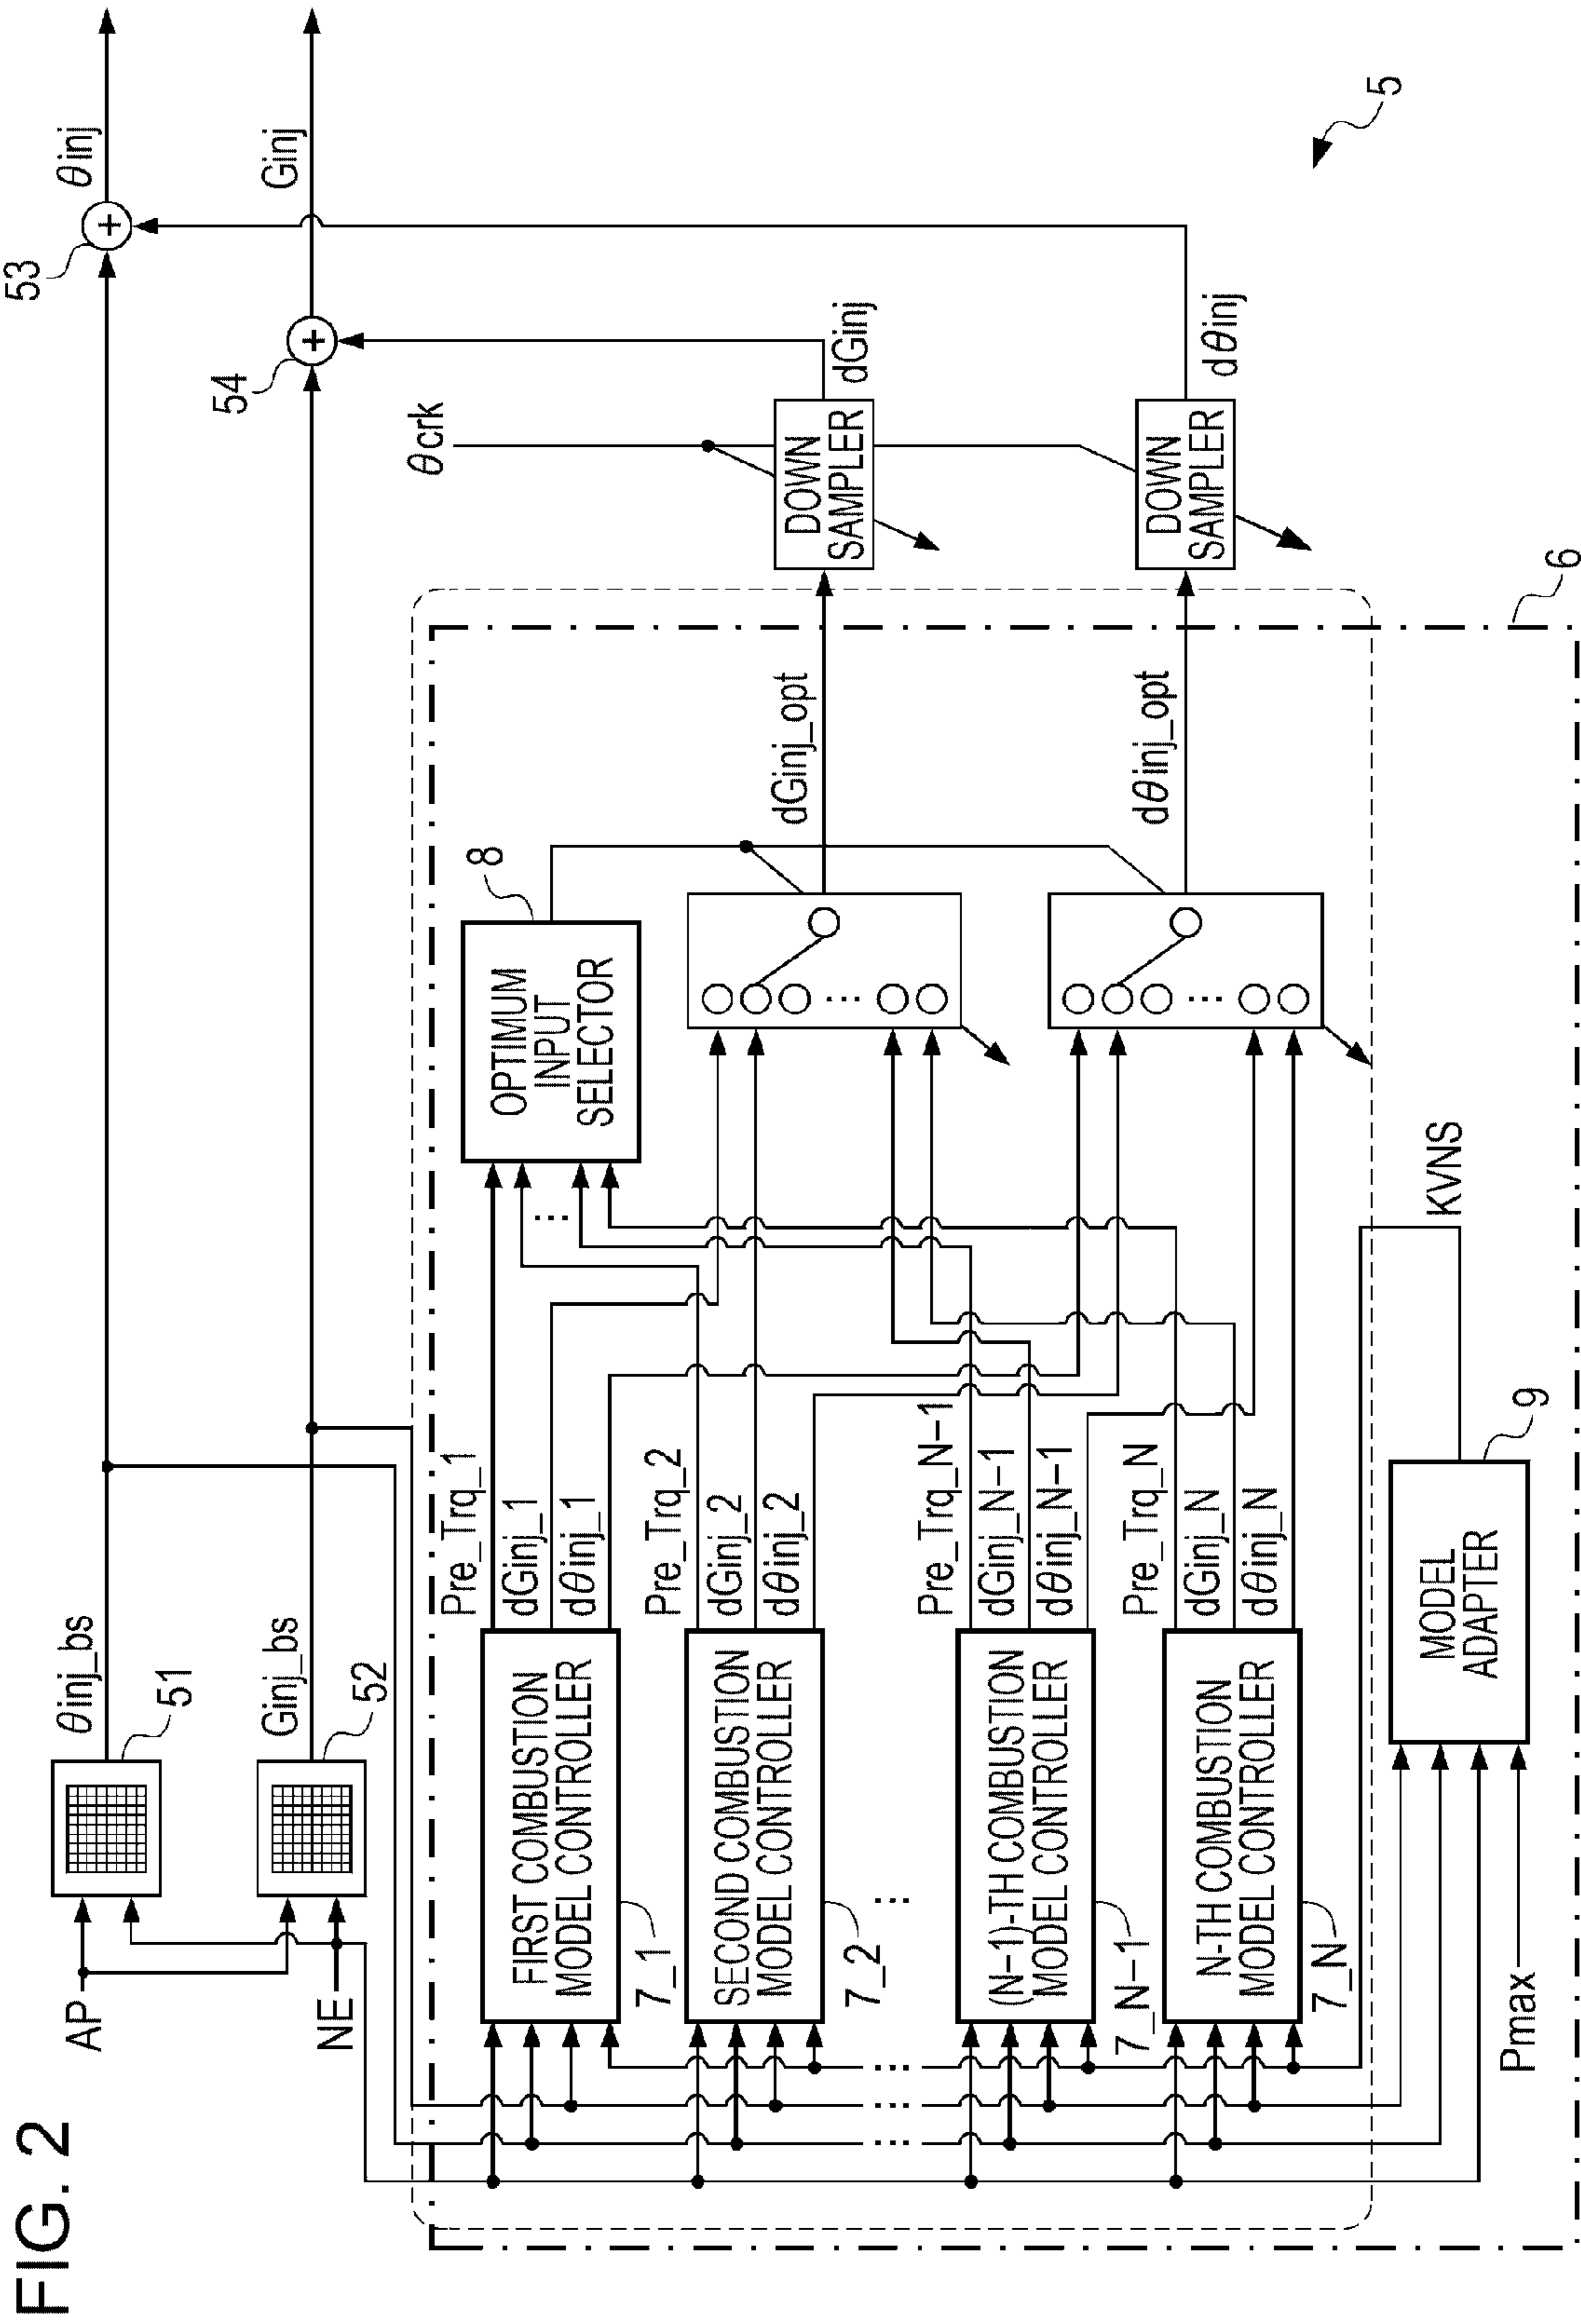 FIG. 2
AP
NE
θinj_bs
51
Ginj_bs
52
53
θinj
54
Ginj
θcrk
5
6
FIRST COMBUSTION
MODEL CONTROLLER
7_1
Pre_Trq_1
dGinj_1
dθinj_1
SECOND COMBUSTION
MODEL CONTROLLER
7_2
Pre_Trq_2
dGinj_2
dθinj_2
...
(N−1)-TH COMBUSTION
MODEL CONTROLLER
7_N−1
Pre_Trq_N−1
dGinj_N−1
dθinj_N−1
N-TH COMBUSTION
MODEL CONTROLLER
7_N
Pre_Trq_N
dGinj_N
dθinj_N
...
...
...
...
OPTIMUM
INPUT
SELECTOR
8
...
...
dGinj_opt
dθinj_opt
DOWN
SAMPLER
dGinj
DOWN
SAMPLER
dθinj
Pmax
MODEL
ADAPTER
9
KVNS